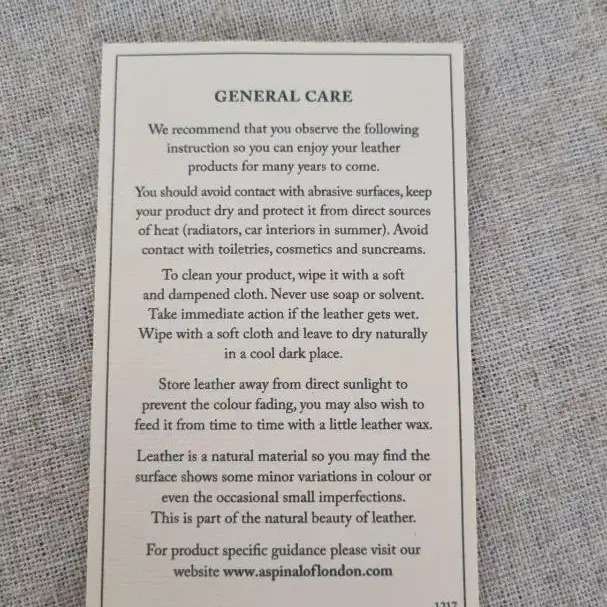 GENERAL CARE
We recommend that you observe the following
instruction so you can enjoy your leather
products for many years to come.
You should avoid contact with abrasive surfaces, keep
your product dry and protect it from direct sources
of heat (radiators, car interiors in summer). Avoid
contact with toiletries, cosmetics and suncreams.
To clean your product, wipe it with a soft
and dampened cloth. Never use soap or solvent.
Take immediate action if the leather gets wet.
Wipe with a soft cloth and leave to dry naturally
in a cool dark place.
Store leather away from direct sunlight to
prevent the colour fading, you may also wish to
feed it from time to time with a little leather wax.
Leather is a natural material so you may find the
surface shows some minor variations in colour or
even the occasional small imperfections.
This is part of the natural beauty of leather.
For product specific guidance please visit our
website www.aspinaloflondon.com
1217